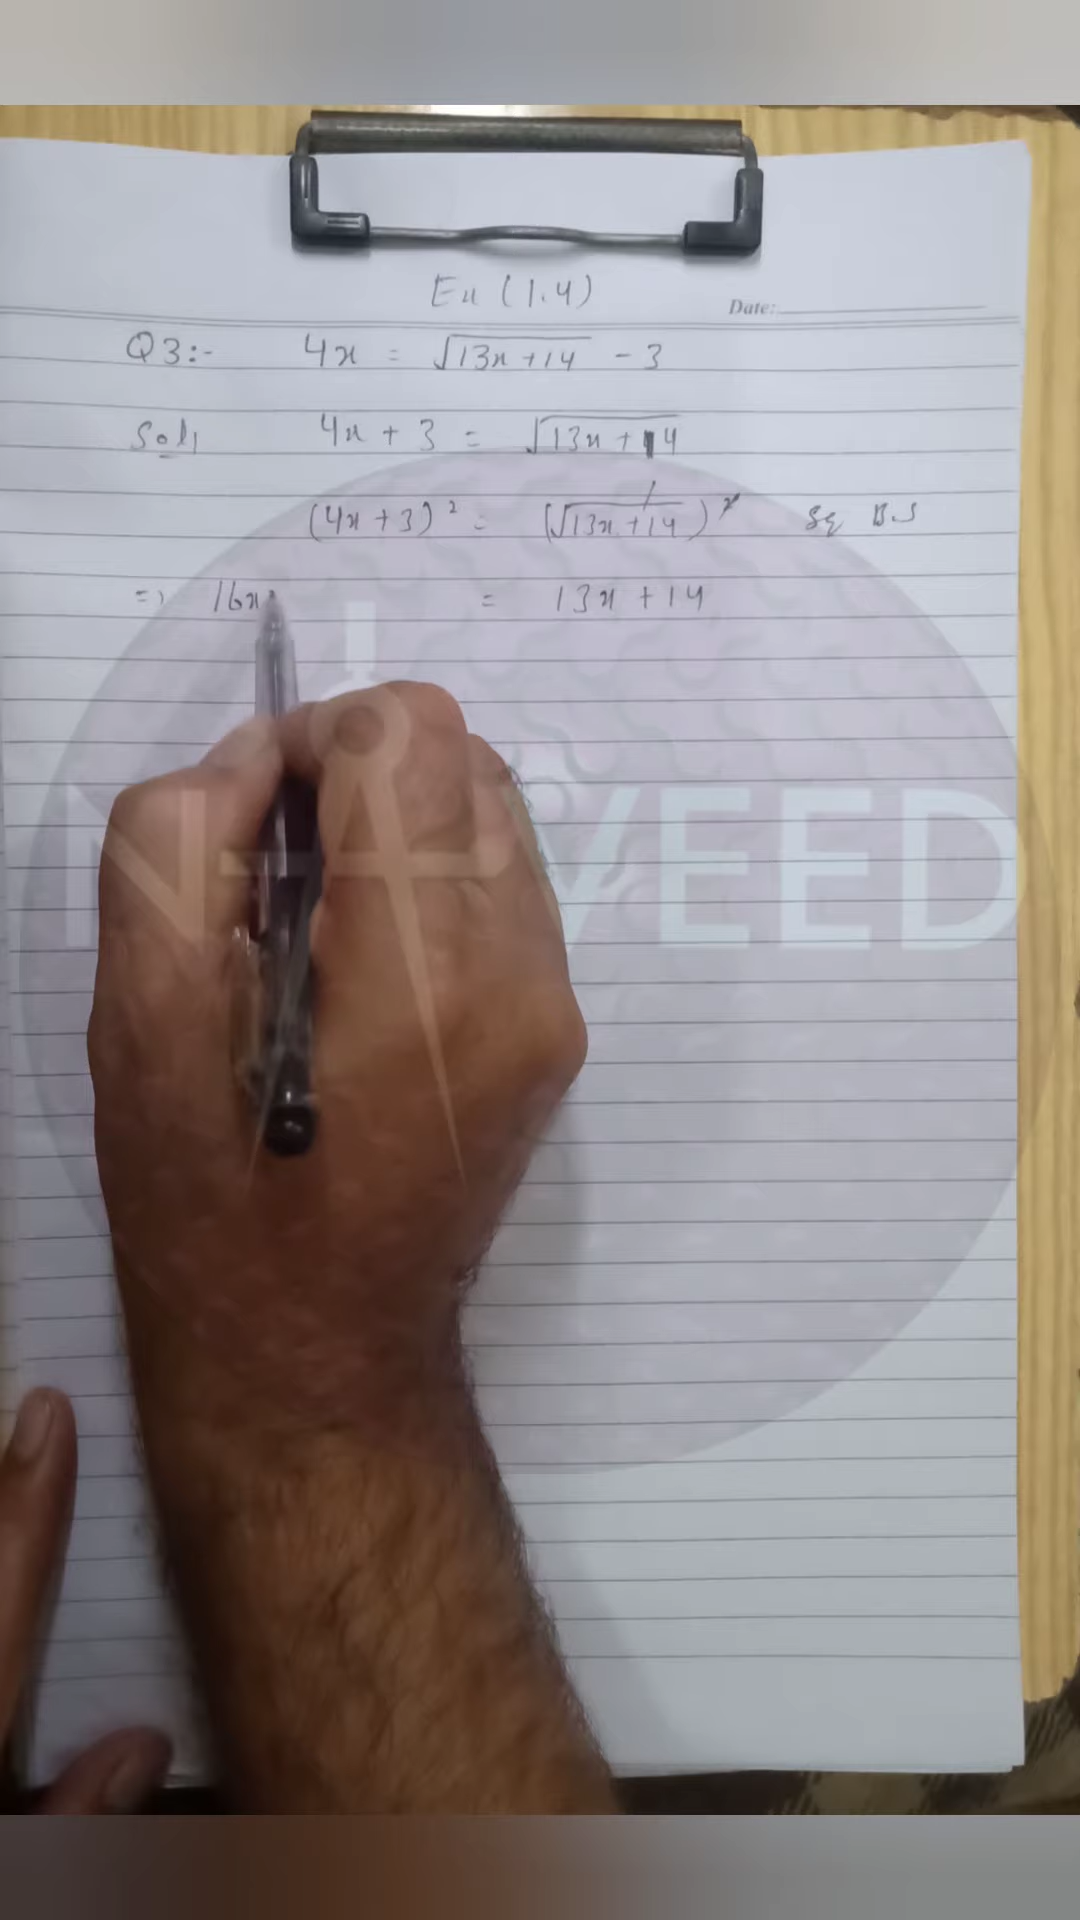 Ex (1.4)
Date:
Q3:- 4x = √13x+14 - 3
Sol, 4x + 3 = √13x+14
(4x+3)² = (√13x+14)² Sq B.S
=> 16x² = 13x+14
NAVEED